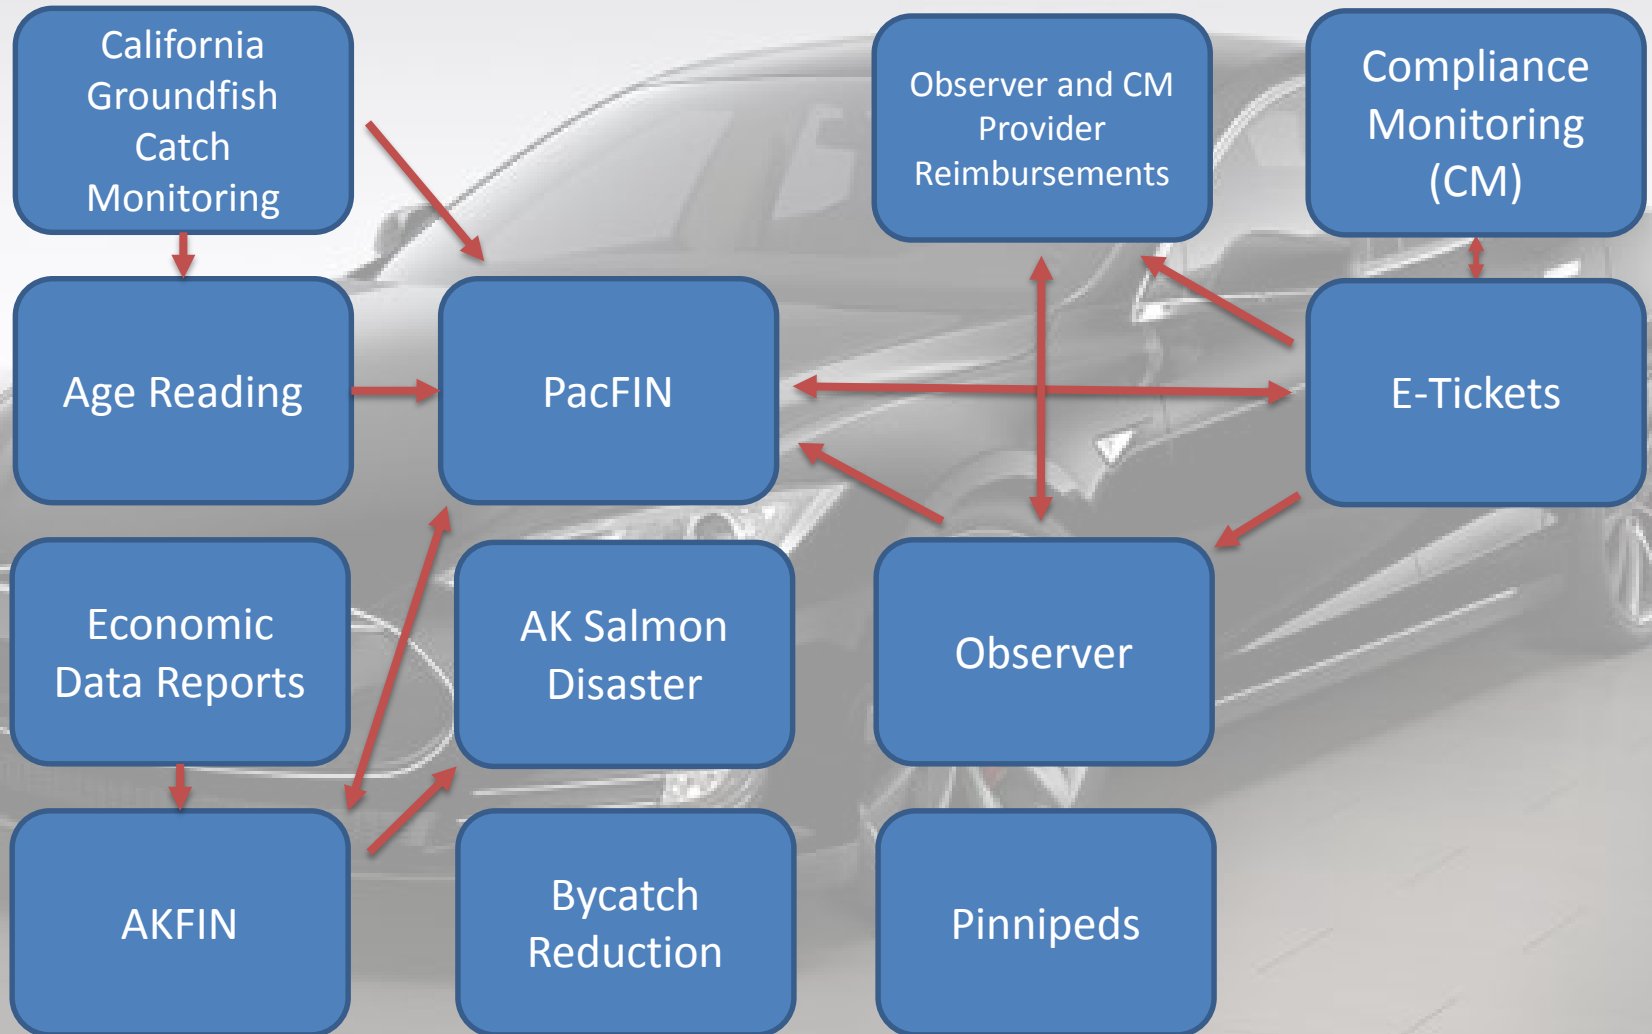 California
Groundfish
Catch
Monitoring
Observer and CM
Provider
Reimbursements
Compliance
Monitoring
(CM)
Age Reading
PacFIN
E-Tickets
Economic
Data Reports
AK Salmon
Disaster
Observer
AKFIN
Bycatch
Reduction
Pinnipeds